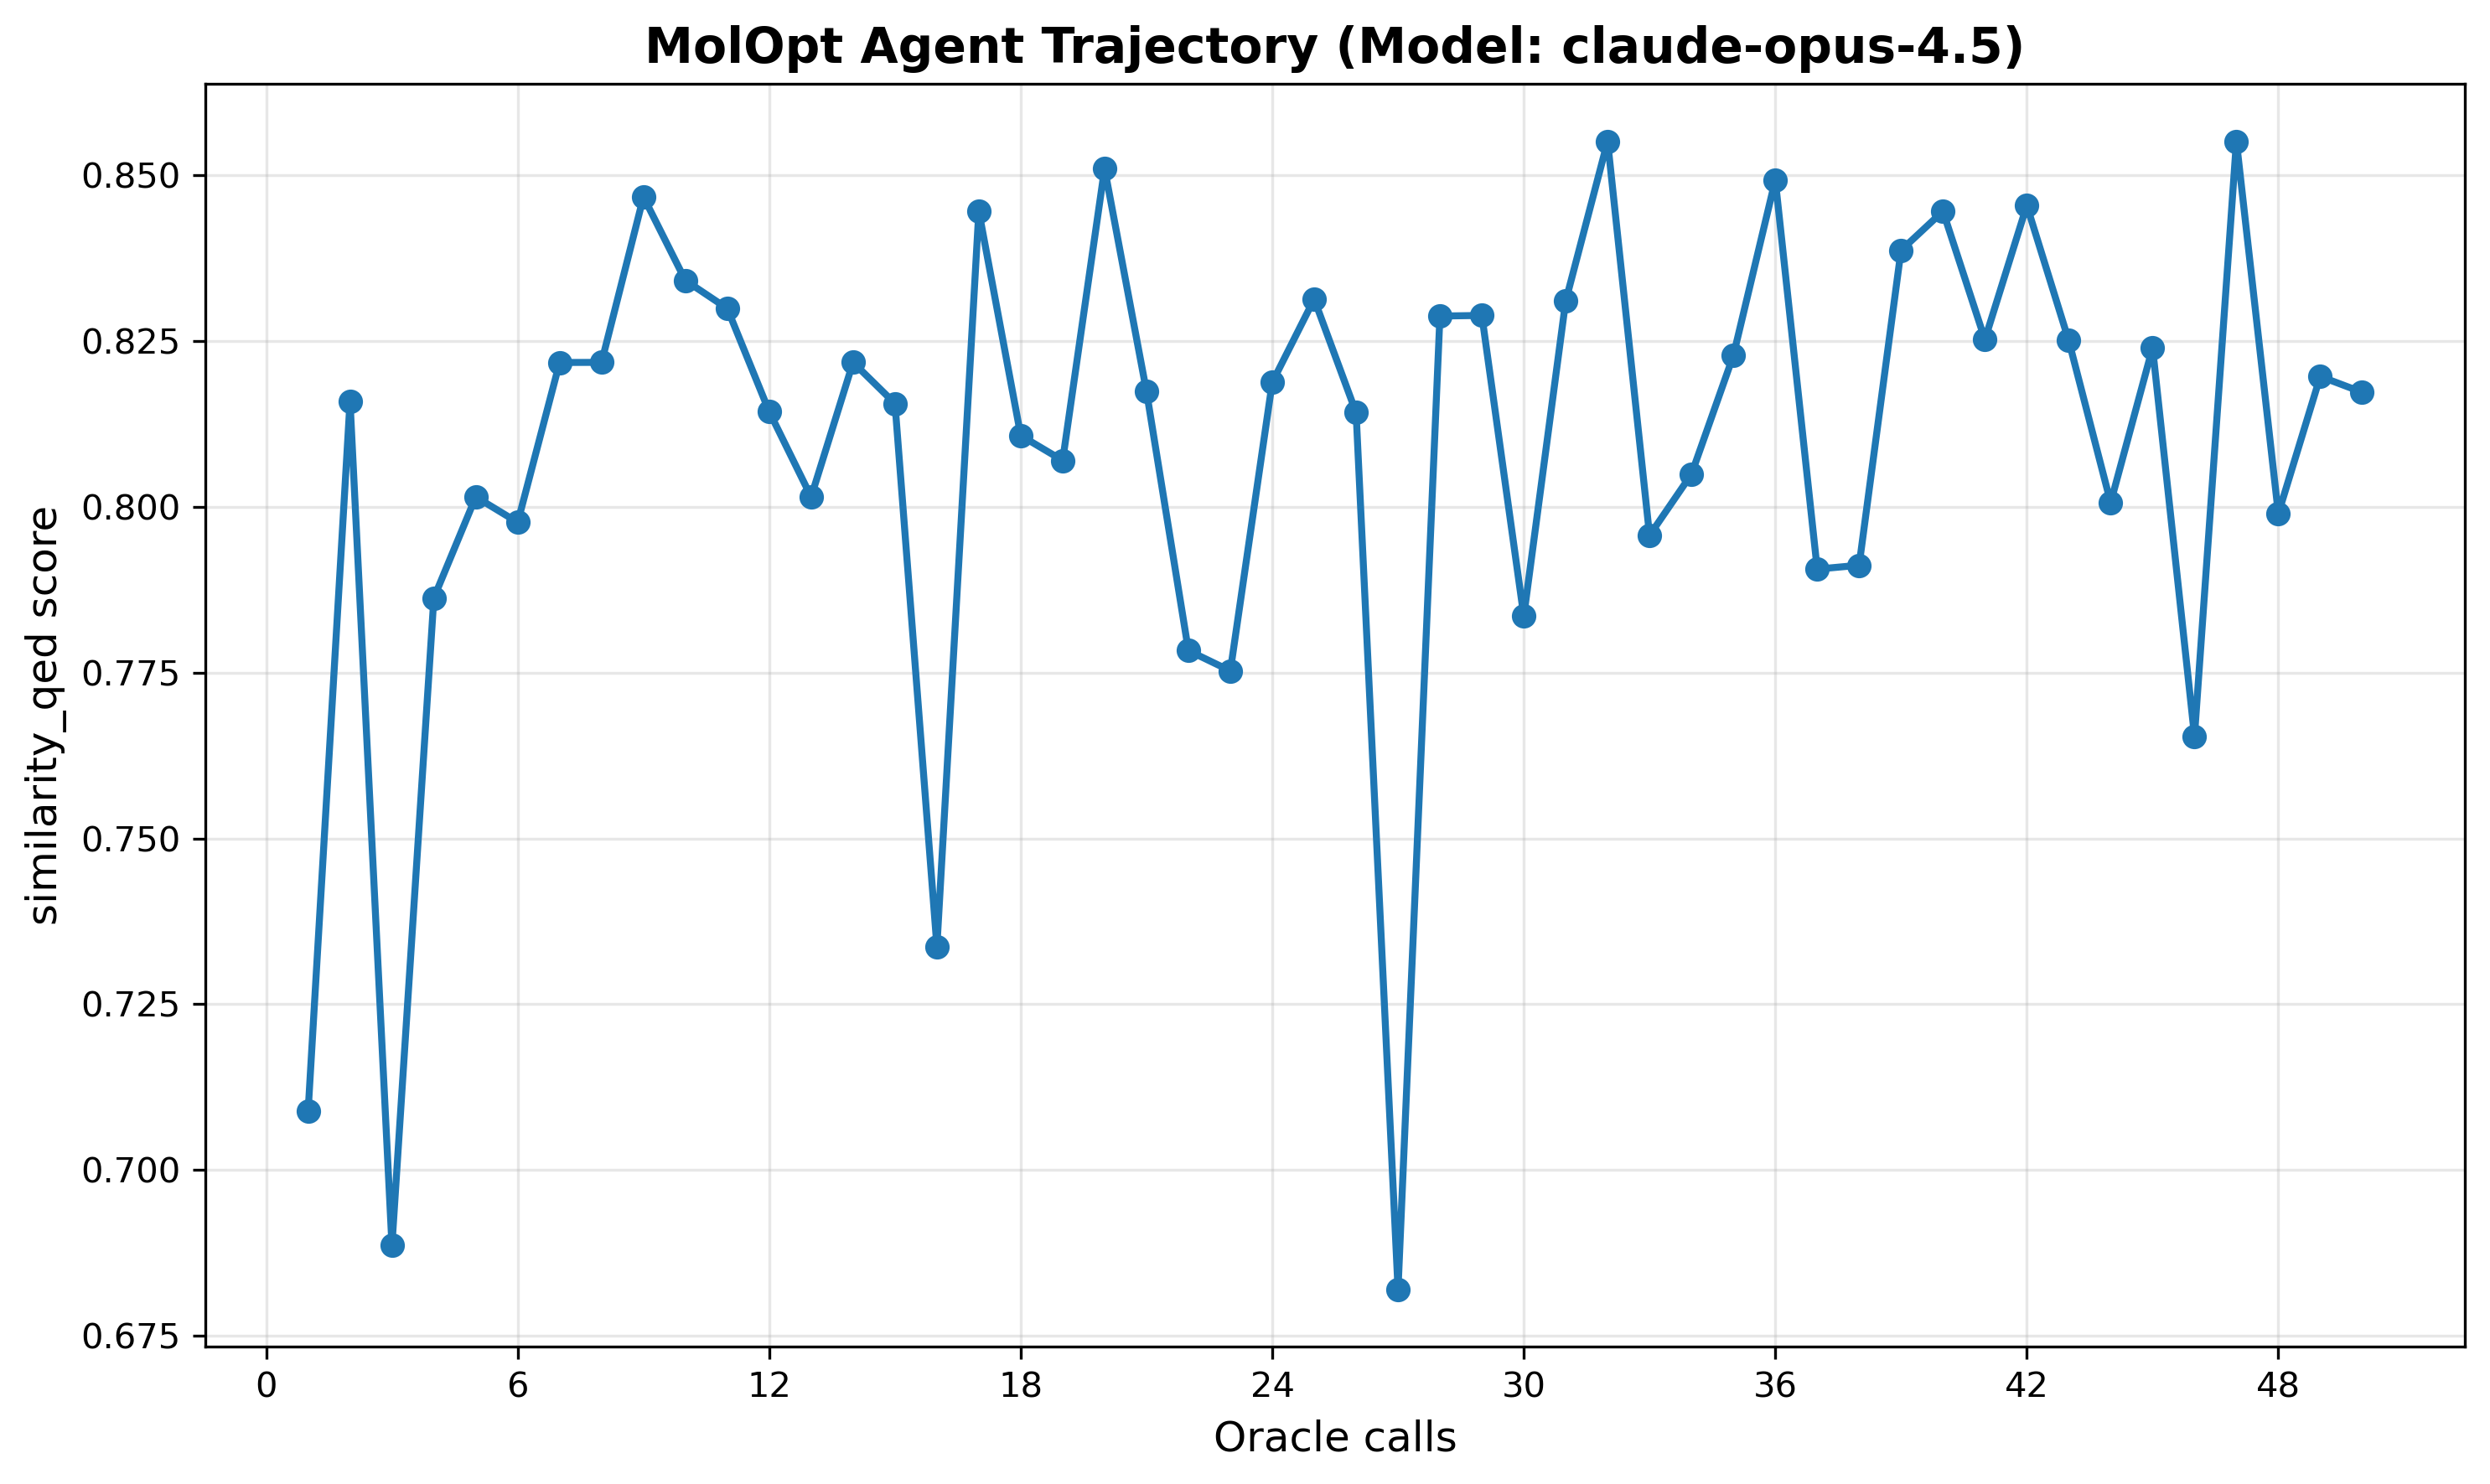 MolOpt Agent Trajectory (Model: claude-opus-4.5)
similarity_qed score
0.850
0.825
0.800
0.775
0.750
0.725
0.700
0.675
0 6 12 18 24 30 36 42 48
Oracle calls